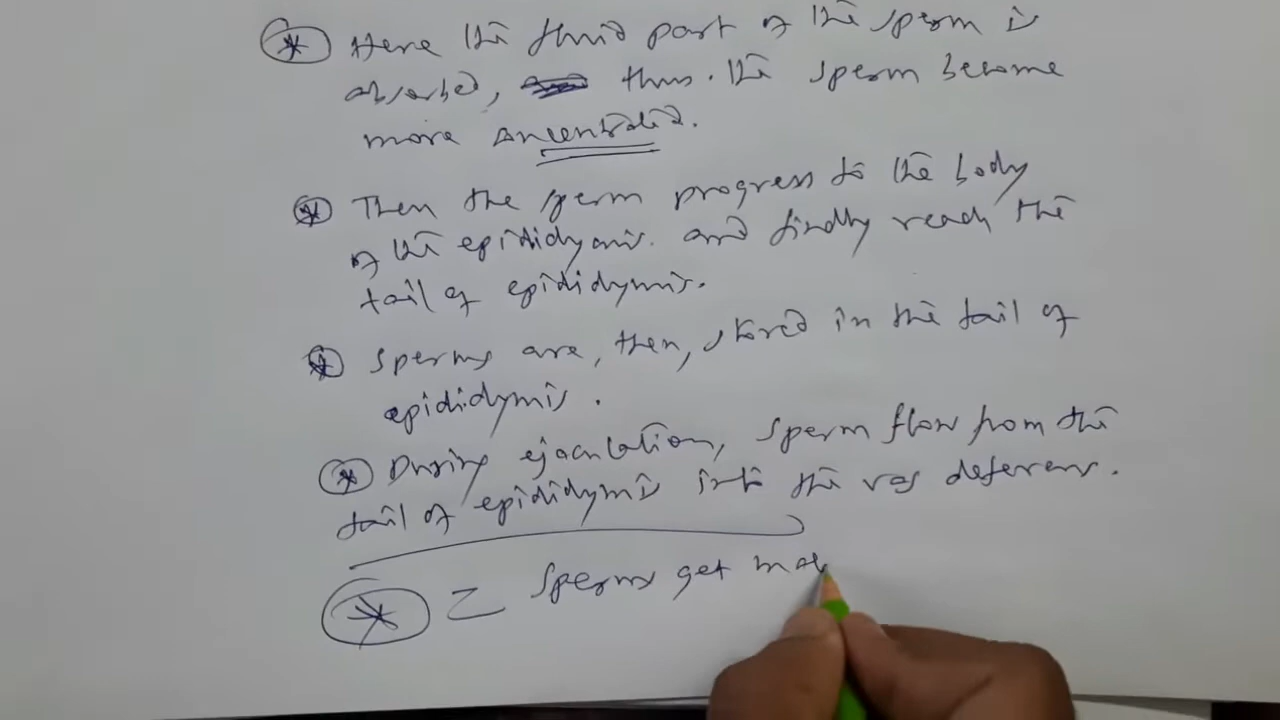 * Here the fluid part of the sperm is
absorbed, thus. the sperm become
more concentrated.
* Then the sperm progress to the body
of the epididymis. and finally reach the
tail of epididymis.
* Sperms are, then, stored in the tail of
epididymis.
* During ejaculation, sperm flow from the
tail of epididymis into the vas deferens.
* Sperms get